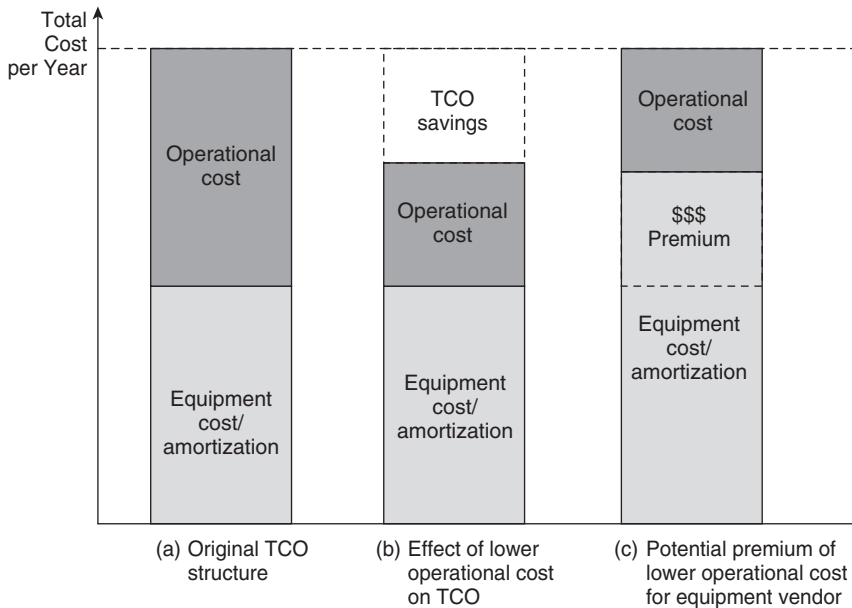 Total
Cost
per Year
Operational
cost
Equipment
cost/
amortization
TCO
savings
Operational
cost
Equipment
cost/
amortization
Operational
cost
$$$
Premium
Equipment
cost/
amortization
(a) Original TCO
structure
(b) Effect of lower
operational cost
on TCO
(c) Potential premium of
lower operational cost
for equipment vendor